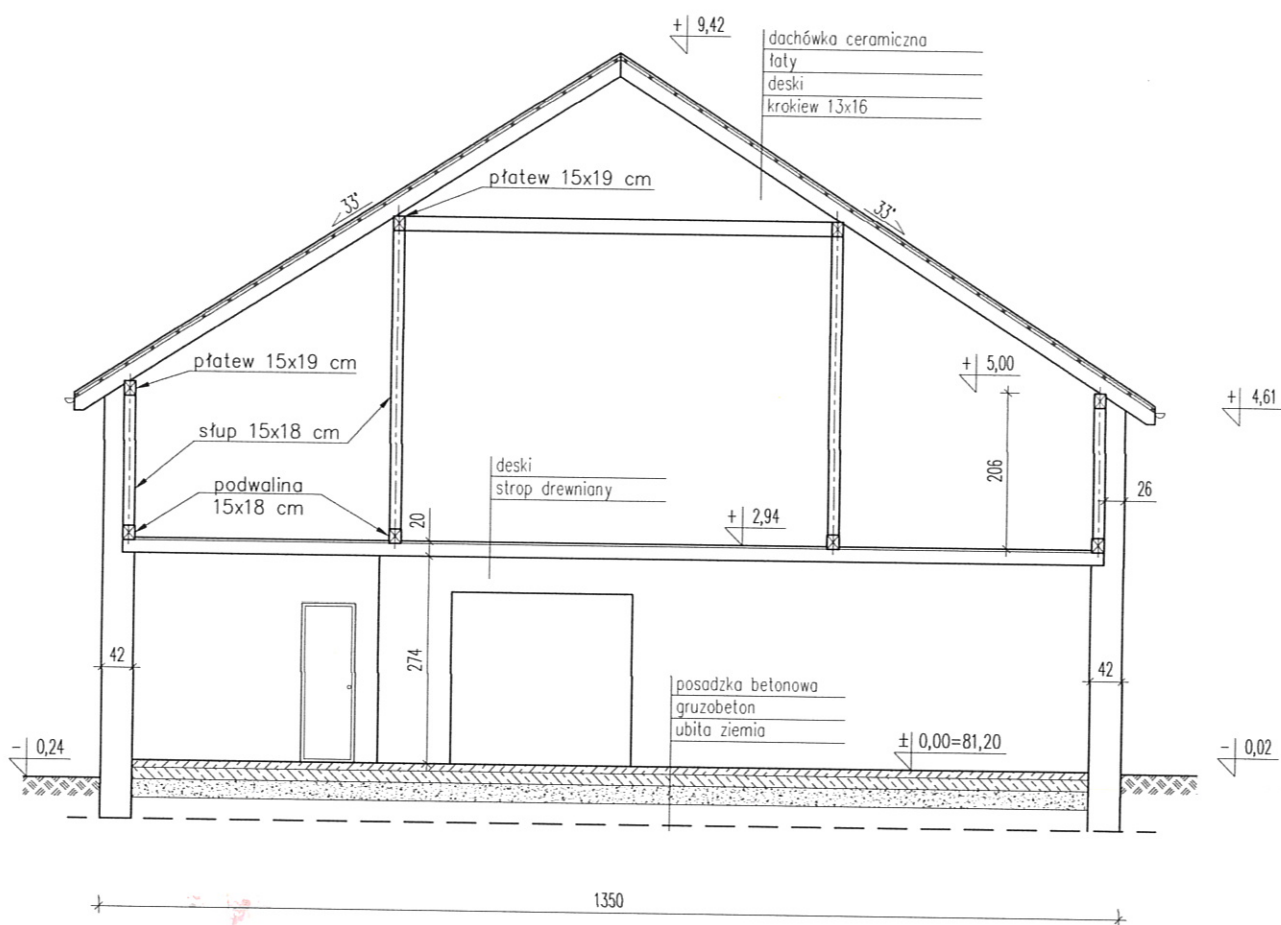 + 9,42
dachówka ceramiczna
łaty
deski
krokiew 13x16
płatew 15x19 cm
33°
33°
płatew 15x19 cm
+ 5,00
+ 4,61
słup 15x18 cm
206
deski
strop drewniany
podwalina
15x18 cm
26
20
+ 2,94
42
274
42
posadzka betonowa
gruzobeton
ubita ziemia
- 0,24
± 0,00=81,20
- 0,02
1350